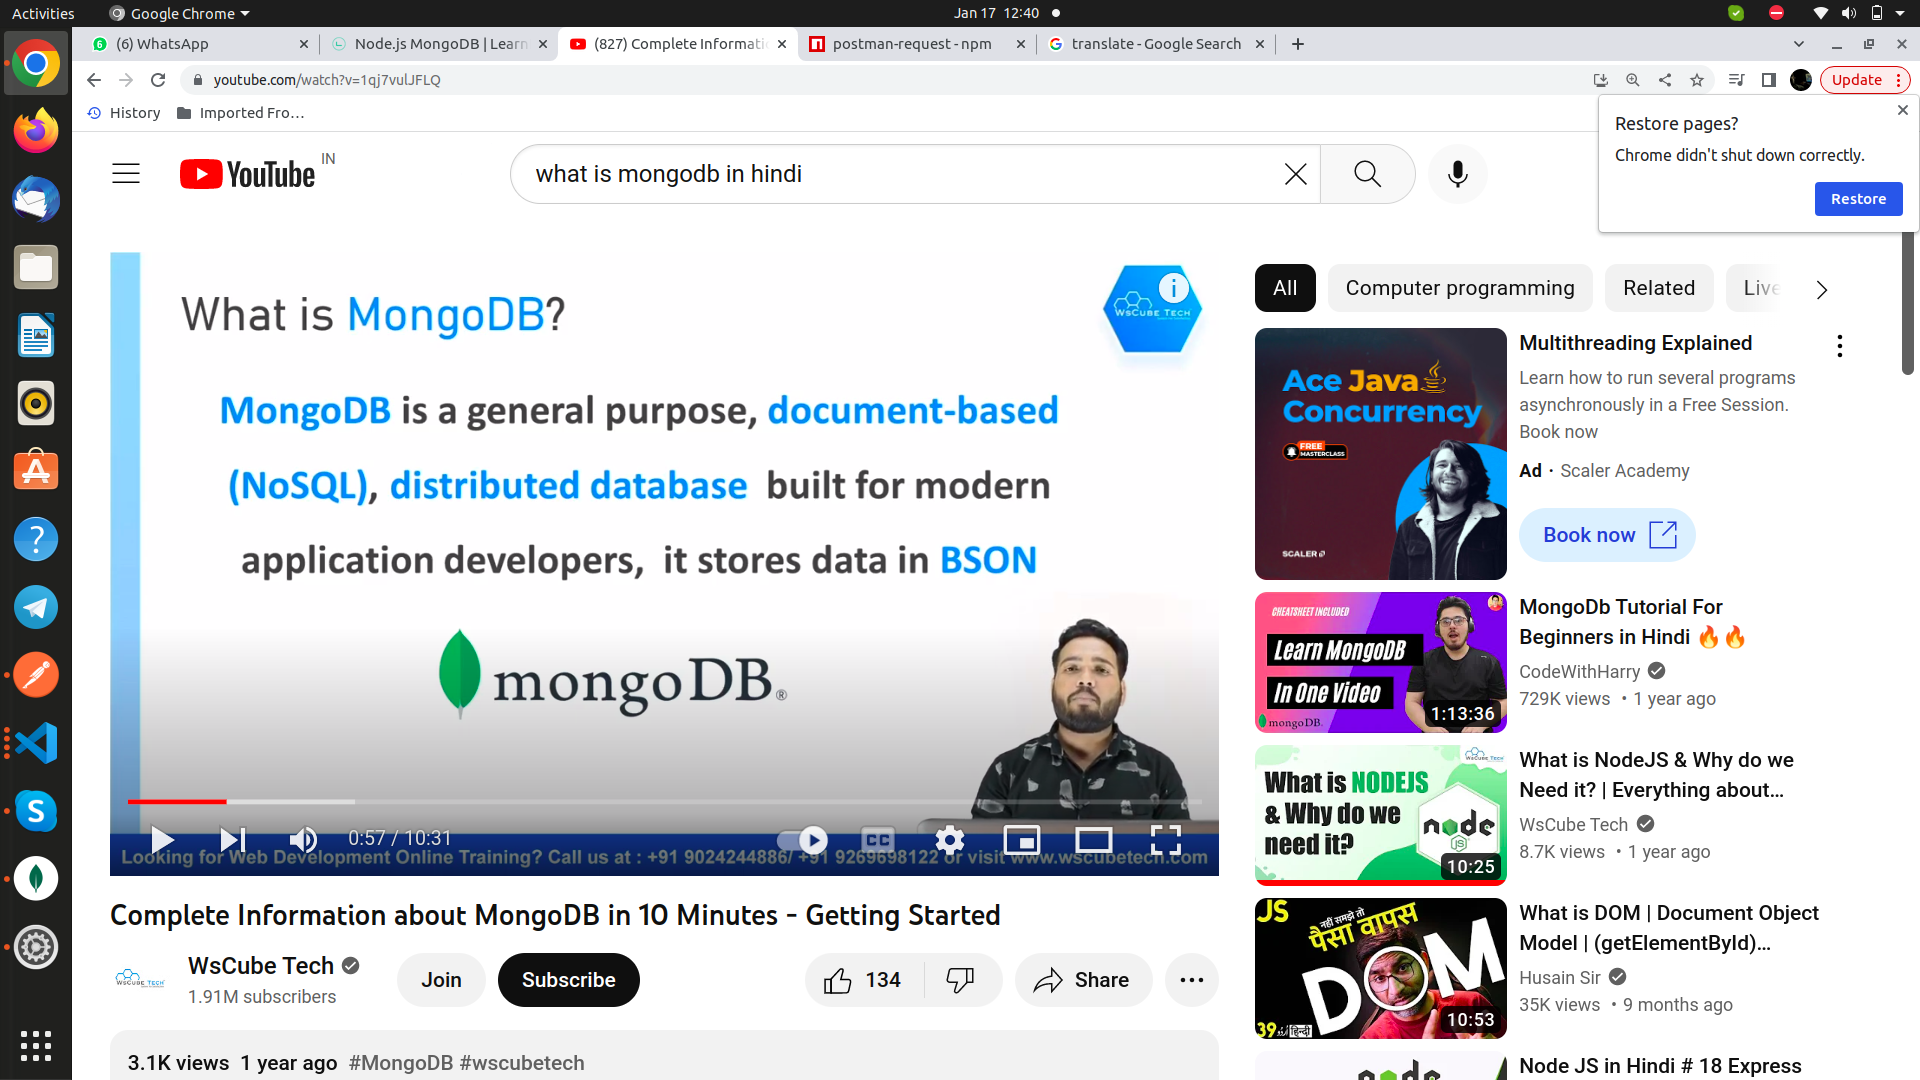 Activities
Google Chrome
Jan 17 12:40
(6) WhatsApp
Node.js MongoDB | Learn
(827) Complete Informati
postman-request - npm
translate - Google Search
youtube.com/watch?v=1qj7vulJFLQ
Update
History
Imported Fro…
Restore pages?
Chrome didn't shut down correctly.
Restore
YouTube IN
what is mongodb in hindi
What is MongoDB?
WsCube Tech
MongoDB is a general purpose, document-based
(NoSQL), distributed database built for modern
application developers, it stores data in BSON
mongoDB®
0:57 / 10:31
CC
Looking for Web Development Online Training? Call us at : +91 9024244886/ +91 9269698122 or visit www.wscubetech.com
Complete Information about MongoDB in 10 Minutes - Getting Started
WsCube Tech
WsCube Tech
1.91M subscribers
Join
Subscribe
134
Share
3.1K views 1 year ago #MongoDB #wscubetech
All
Computer programming
Related
Live
Ace Java
Concurrency
FREE
MASTERCLASS
SCALER
Multithreading Explained
Learn how to run several programs
asynchronously in a Free Session.
Book now
Ad · Scaler Academy
Book now
CHEATSHEET INCLUDED
Learn MongoDB
In One Video
mongoDB.
1:13:36
MongoDb Tutorial For
Beginners in Hindi 🔥🔥
CodeWithHarry
729K views • 1 year ago
WsCube Tech
What is NODEJS
& Why do we
need it?
node
JS
10:25
What is NodeJS & Why do we
Need it? | Everything about…
WsCube Tech
8.7K views • 1 year ago
JS
नहीं समझे तो
पैसा वापस
DOM
39
हिन्दी
10:53
What is DOM | Document Object
Model | (getElementById)…
Husain Sir
35K views • 9 months ago
Node JS in Hindi # 18 Express